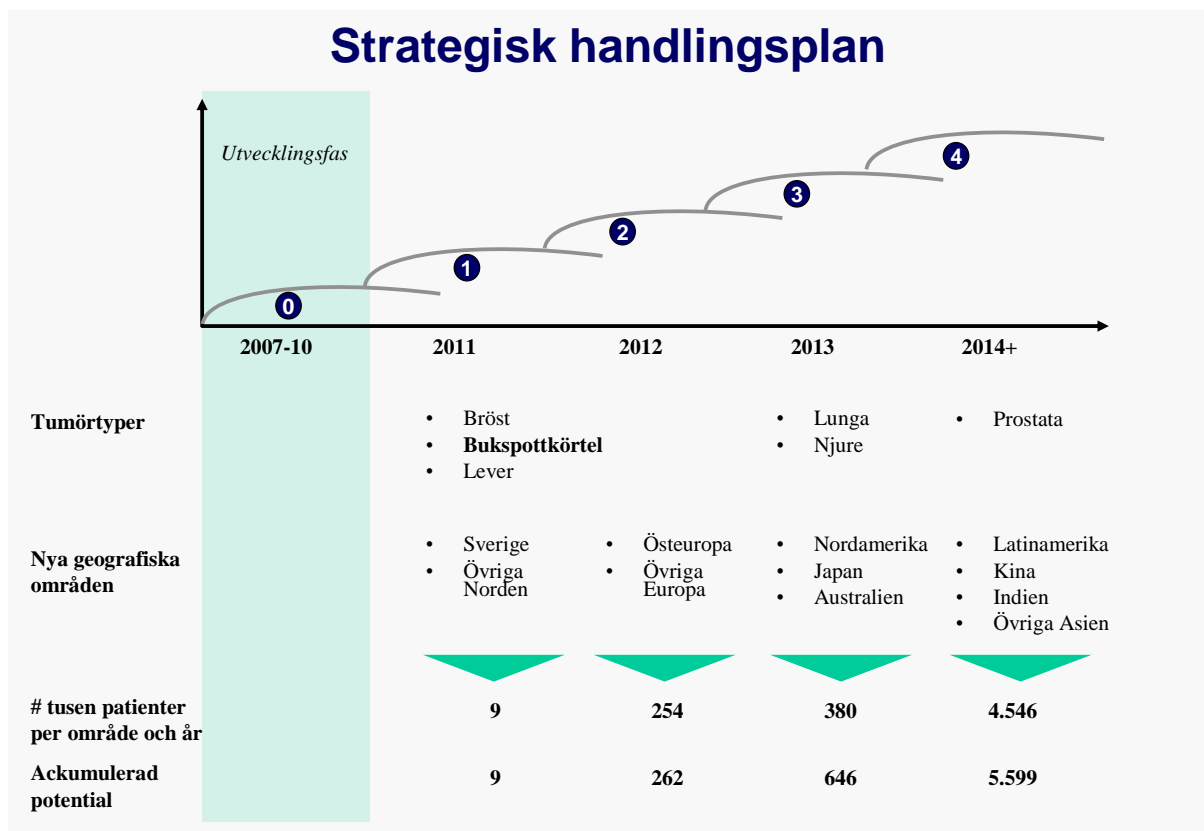 Strategisk handlingsplan
Utvecklingsfas
4
3
2
1
0
2007-10 2011 2012 2013 2014+
Tumörtyper
• Bröst
• Bukspottkörtel
• Lever
• Lunga
• Njure
• Prostata
Nya geografiska
områden
• Sverige
• Övriga
Norden
• Östeuropa
• Övriga
Europa
• Nordamerika
• Japan
• Australien
• Latinamerika
• Kina
• Indien
• Övriga Asien
# tusen patienter
per område och år
9 254 380 4.546
Ackumulerad
potential
9 262 646 5.599